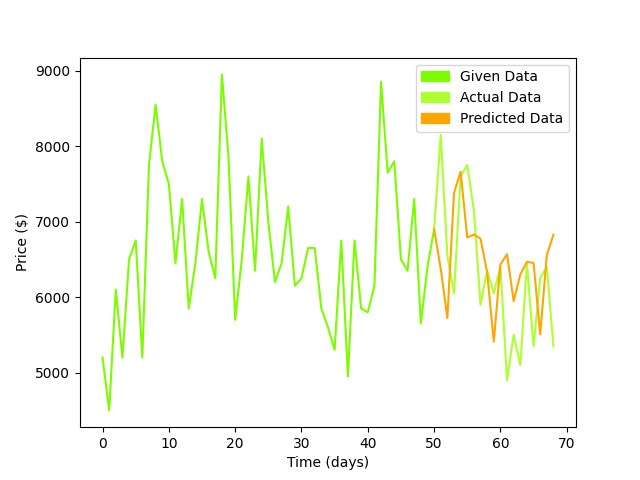 Given Data
Actual Data
Predicted Data
9000
8000
7000
6000
5000
Price ($)
0 10 20 30 40 50 60 70
Time (days)